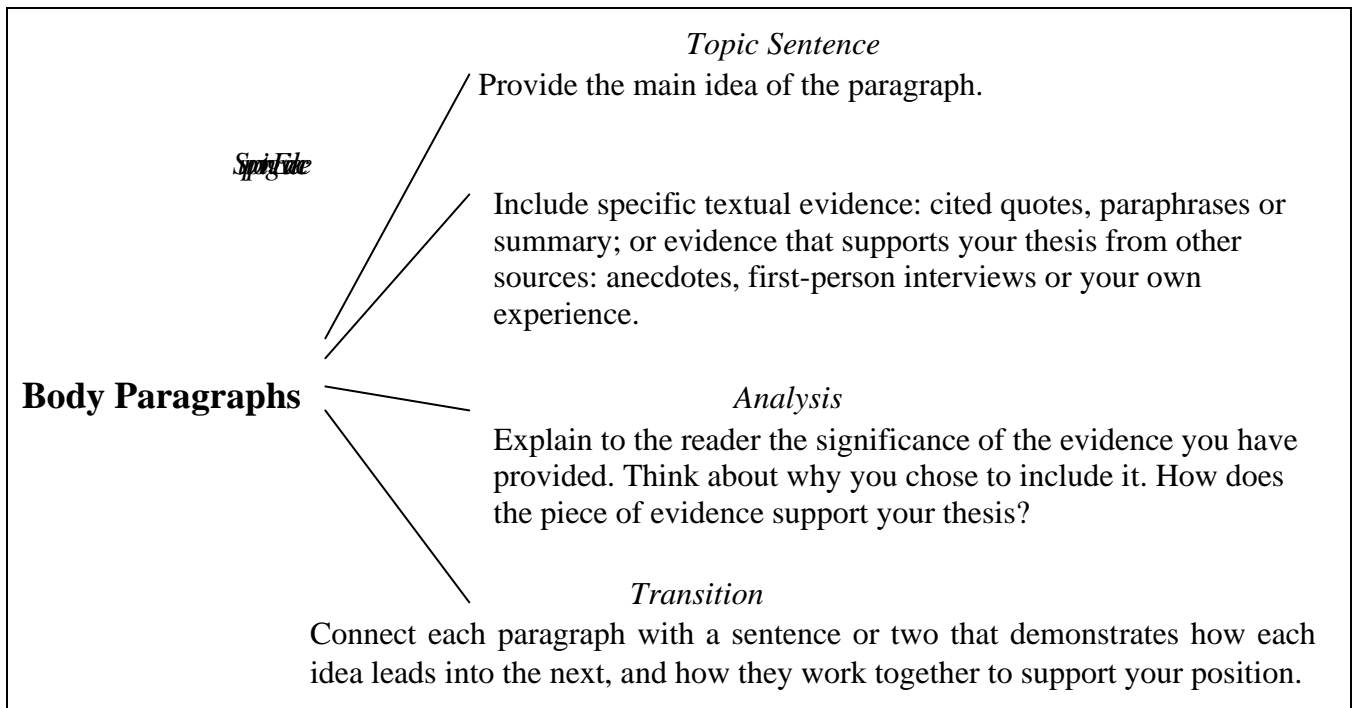 Topic Sentence
Provide the main idea of the paragraph.
Include specific textual evidence: cited quotes, paraphrases or
summary; or evidence that supports your thesis from other
sources: anecdotes, first-person interviews or your own
experience.
Body Paragraphs
Analysis
Explain to the reader the significance of the evidence you have
provided. Think about why you chose to include it. How does
the piece of evidence support your thesis?
Transition
Connect each paragraph with a sentence or two that demonstrates how each
idea leads into the next, and how they work together to support your position.